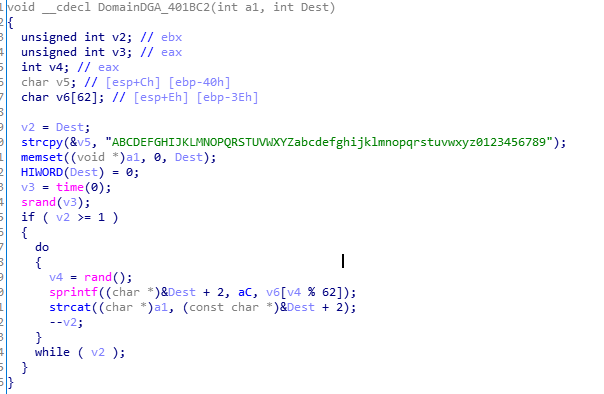 void __cdecl DomainDGA_401BC2(int a1, int Dest)
{
unsigned int v2; // ebx
unsigned int v3; // eax
int v4; // eax
char v5; // [esp+Ch] [ebp-40h]
char v6[62]; // [esp+Eh] [ebp-3Eh]
v2 = Dest;
strcpy(&v5, "ABCDEFGHIJKLMNOPQRSTUVWXYZabcdefghijklmnopqrstuvwxyz0123456789");
memset((void *)a1, 0, Dest);
HIWORD(Dest) = 0;
v3 = time(0);
srand(v3);
if ( v2 >= 1 )
{
do
{
v4 = rand();
sprintf((char *)&Dest + 2, aC, v6[v4 % 62]);
strcat((char *)a1, (const char *)&Dest + 2);
--v2;
}
while ( v2 );
}
}